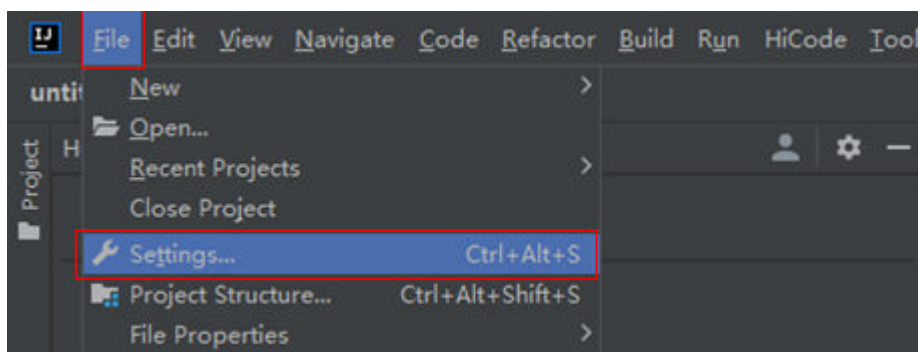 IJ File Edit View Navigate Code Refactor Build Run HiCode Tool
untit
New
Open...
Recent Projects
Close Project
Settings... Ctrl+Alt+S
Project Structure... Ctrl+Alt+Shift+S
File Properties
Project
H